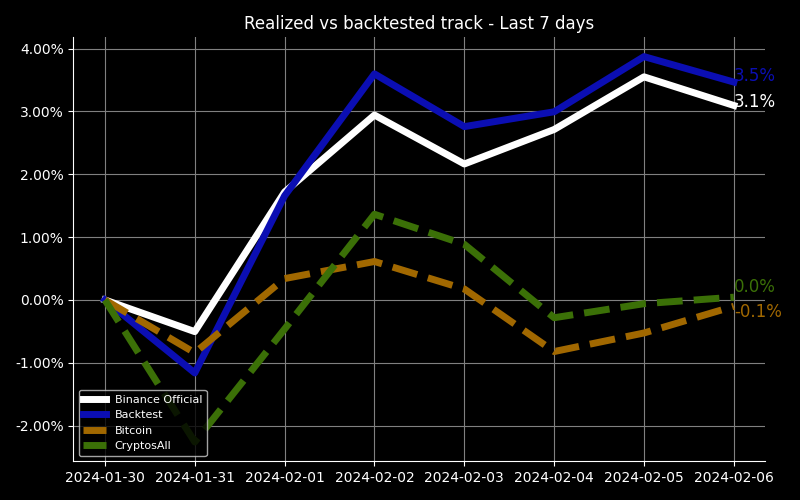 Realized vs backtested track - Last 7 days
4.00%
3.00%
2.00%
1.00%
0.00%
-1.00%
-2.00%
3.5%
3.1%
0.0%
-0.1%
Binance Official
Backtest
Bitcoin
CryptosAll
2024-01-30 2024-01-31 2024-02-01 2024-02-02 2024-02-03 2024-02-04 2024-02-05 2024-02-06